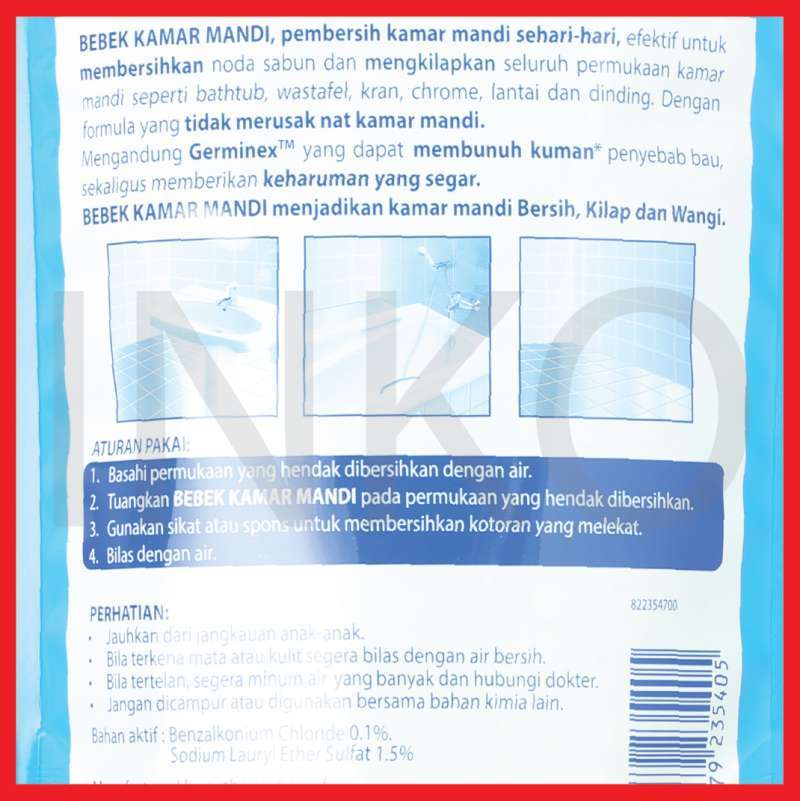 BEBEK KAMAR MANDI, pembersih kamar mandi sehari-hari, efektif untuk
membersihkan noda sabun dan mengkilapkan seluruh permukaan kamar
mandi seperti bathtub, wastafel, kran, chrome, lantai dan dinding. Dengan
formula yang tidak merusak nat kamar mandi.
Mengandung Germinex™ yang dapat membunuh kuman* penyebab bau,
sekaligus memberikan keharuman yang segar.
BEBEK KAMAR MANDI menjadikan kamar mandi Bersih, Kilap dan Wangi.
INKO
ATURAN PAKAI:
1. Basahi permukaan yang hendak dibersihkan dengan air.
2. Tuangkan BEBEK KAMAR MANDI pada permukaan yang hendak dibersihkan.
3. Gunakan sikat atau spons untuk membersihkan kotoran yang melekat.
4. Bilas dengan air.
822354700
PERHATIAN:
• Jauhkan dari jangkauan anak-anak.
• Bila terkena mata atau kulit segera bilas dengan air bersih.
• Bila tertelan, segera minum air yang banyak dan hubungi dokter.
• Jangan dicampur atau digunakan bersama bahan kimia lain.
Bahan aktif : Benzalkonium Chloride 0.1%.
Sodium Lauryl Ether Sulfat 1.5%
79 235405